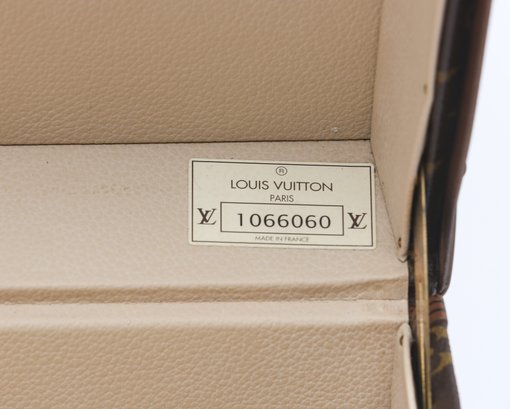 ®
LOUIS VUITTON
PARIS
LV 1066060 LV
MADE IN FRANCE